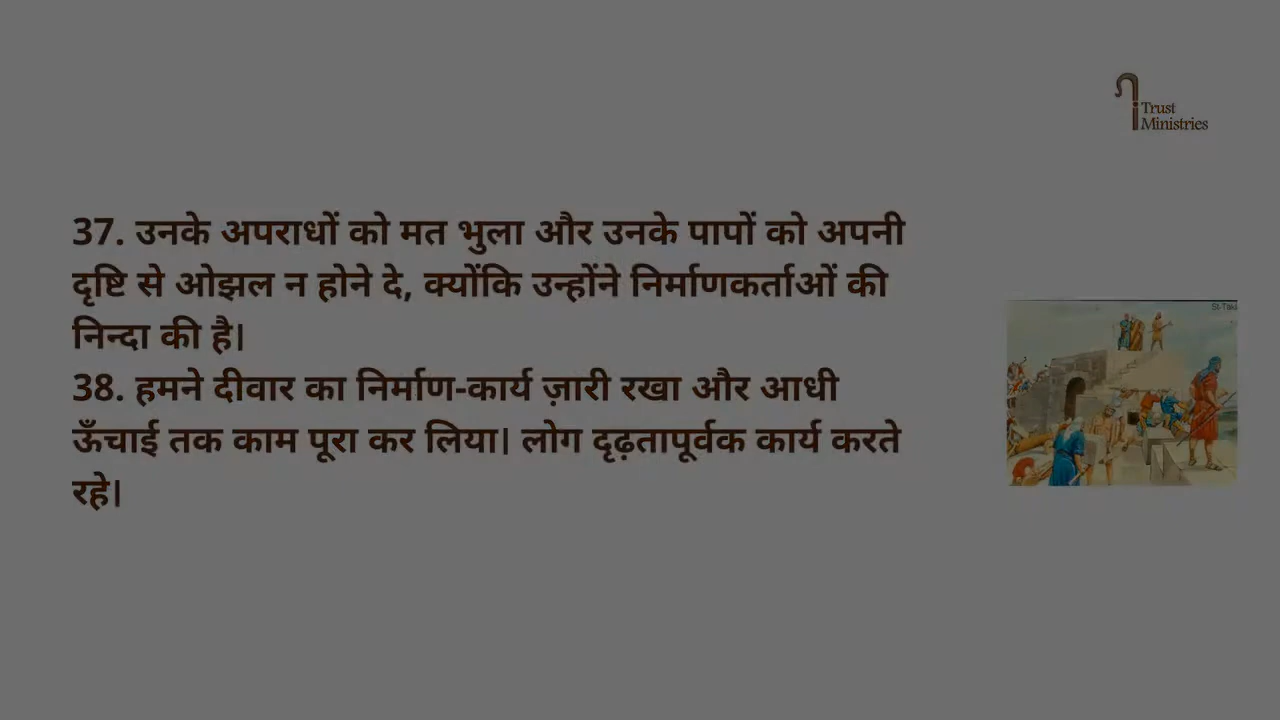 Trust
Ministries
37. उनके अपराधों को मत भुला और उनके पापों को अपनी
दृष्टि से ओझल न होने दे, क्योंकि उन्होंने निर्माणकर्ताओं की
निन्दा की है।
38. हमने दीवार का निर्माण-कार्य ज़ारी रखा और आधी
ऊँचाई तक काम पूरा कर लिया। लोग दृढ़तापूर्वक कार्य करते
रहे।